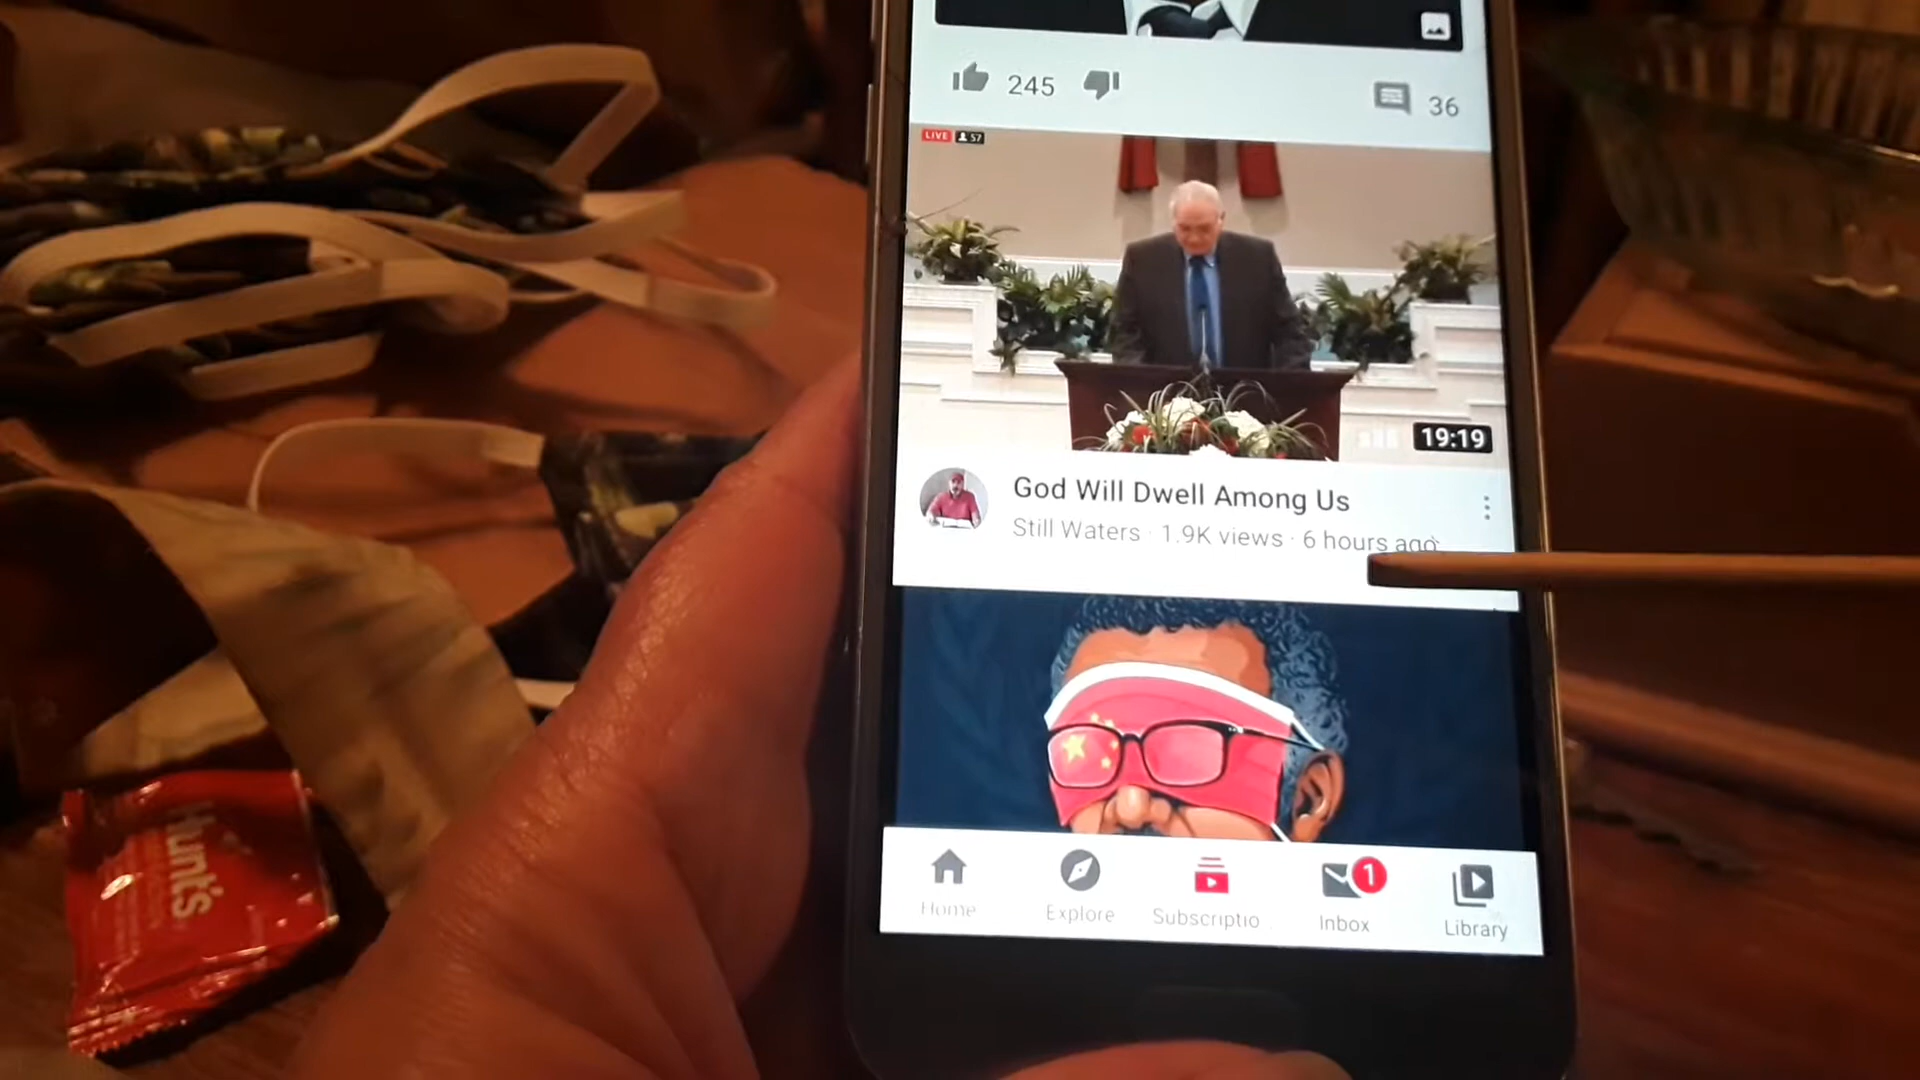 245
36
LIVE 57
19:19
God Will Dwell Among Us
Still Waters · 1.9K views · 6 hours ago
Hunt's
Home
Explore
Subscriptio
1
Inbox
Library